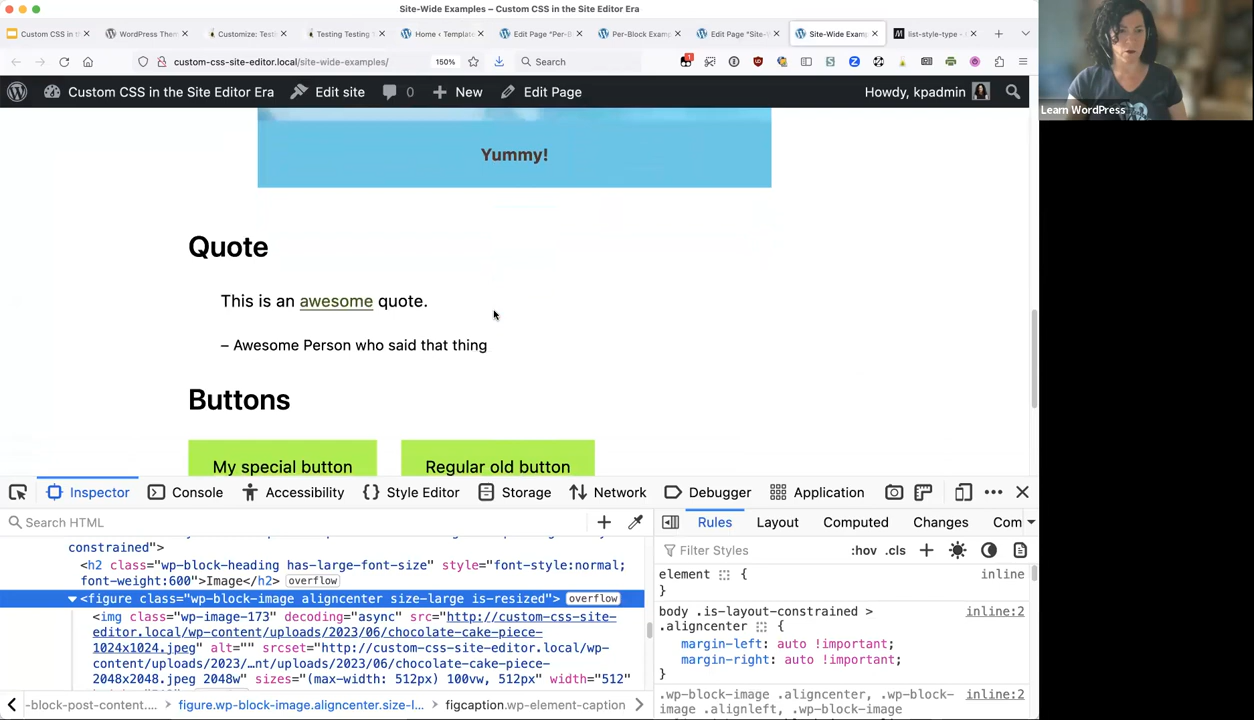 Site-Wide Examples – Custom CSS in the Site Editor Era
Custom CSS in t
WordPress Them
Customize: Test
Testing Testing
Home ‹ Template
Edit Page "Per-B
Per-Block Examp
Edit Page "Site-W
Site-Wide Exam
list-style-type - C
custom-css-site-editor.local/site-wide-examples/
150%
Search
1
Custom CSS in the Site Editor Era
Edit site
0
New
Edit Page
Howdy, kpadmin
Learn WordPress
Yummy!
Quote
This is an awesome quote.
– Awesome Person who said that thing
Buttons
My special button
Regular old button
Inspector
Console
Accessibility
Style Editor
Storage
Network
Debugger
Application
Search HTML
Rules
Layout
Computed
Changes
Com
Filter Styles
:hov .cls
constrained">
<h2 class="wp-block-heading has-large-font-size" style="font-style:normal;
font-weight:600">Image</h2> overflow
<figure class="wp-block-image aligncenter size-large is-resized"> overflow
<img class="wp-image-173" decoding="async" src="http://custom-css-site-
editor.local/wp-content/uploads/2023/06/chocolate-cake-piece-
1024x1024.jpeg" alt="" srcset="http://custom-css-site-editor.local/wp-
content/uploads/2023/…nt/uploads/2023/06/chocolate-cake-piece-
2048x2048.jpeg 2048w" sizes="(max-width: 512px) 100vw, 512px" width="512"
element {
inline
}
body .is-layout-constrained >
inline:2
.aligncenter {
margin-left: auto !important;
margin-right: auto !important;
}
.wp-block-image .aligncenter, .wp-block-
inline:2
image .alignleft, .wp-block-image
-block-post-content....
figure.wp-block-image.aligncenter.size-l...
figcaption.wp-element-caption